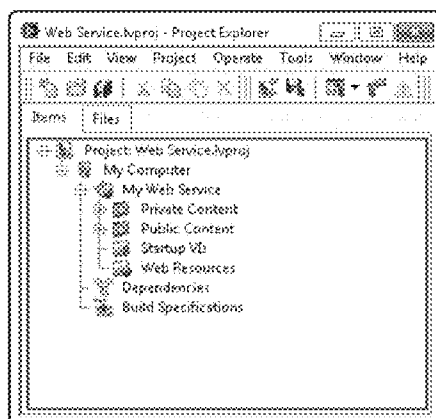 Web Service.lvproj - Project Explorer
File Edit View Project Operate Tools Window Help
Items Files
Project: Web Service.lvproj
My Computer
My Web Service
Private Content
Public Content
Startup VIs
Web Resources
Dependencies
Build Specifications